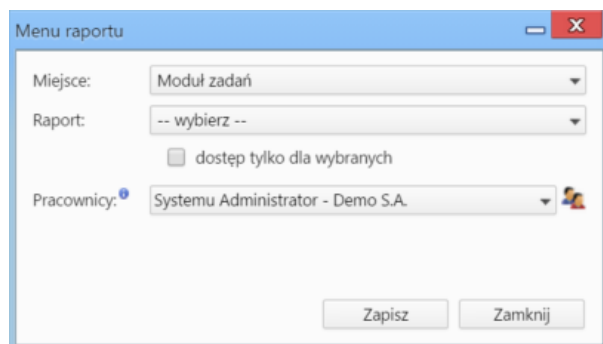 Menu raportu
Miejsce: Moduł zadań
Raport: -- wybierz --
dostęp tylko dla wybranych
Pracownicy: Systemu Administrator - Demo S.A.
Zapisz Zamknij